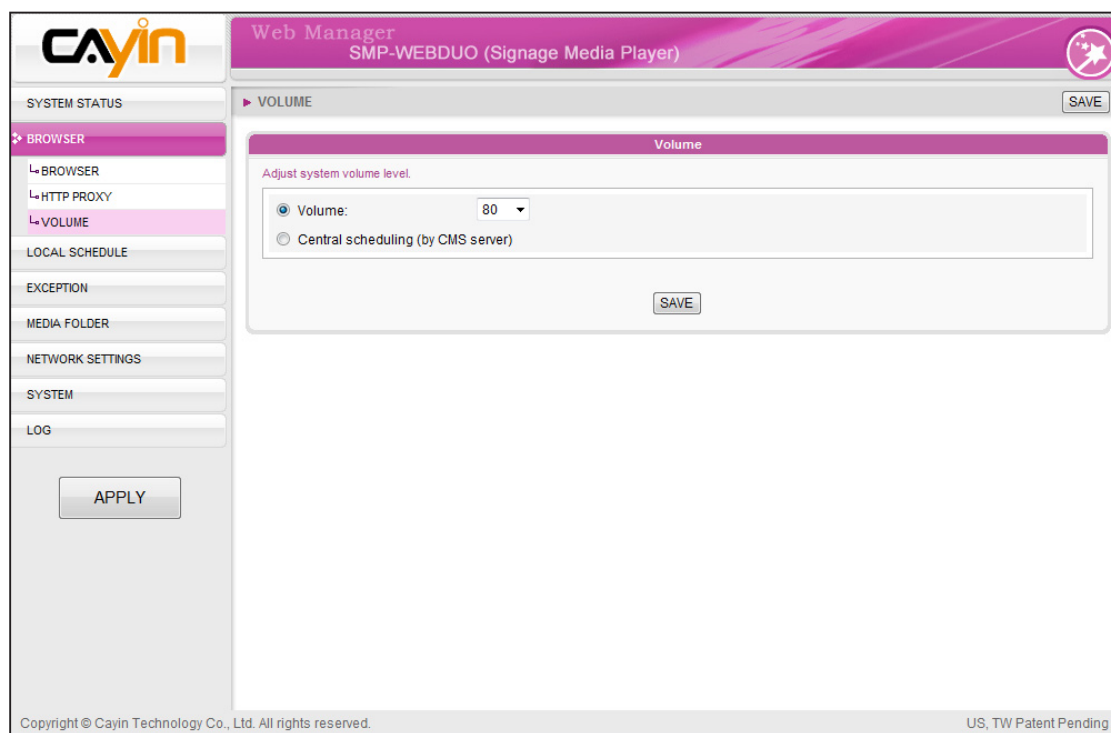 CAyin
Web Manager
SMP-WEBDUO (Signage Media Player)
SYSTEM STATUS
BROWSER
BROWSER
HTTP PROXY
VOLUME
LOCAL SCHEDULE
EXCEPTION
MEDIA FOLDER
NETWORK SETTINGS
SYSTEM
LOG
APPLY
VOLUME
SAVE
Volume
Adjust system volume level.
Volume: 80
Central scheduling (by CMS server)
SAVE
Copyright © Cayin Technology Co., Ltd. All rights reserved.
US, TW Patent Pending